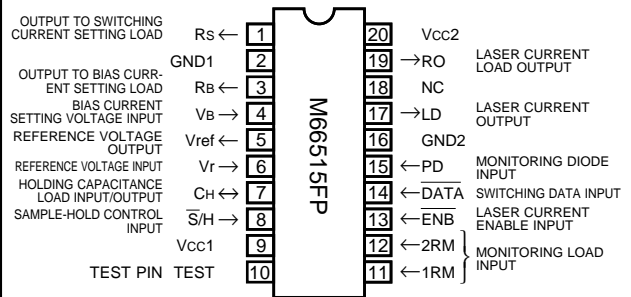 OUTPUT TO SWITCHING
CURRENT SETTING LOAD
RS ← 1
GND1 2
OUTPUT TO BIAS CURR-
ENT SETTING LOAD
RB ← 3
BIAS CURRENT
SETTING VOLTAGE INPUT
VB → 4
REFERENCE VOLTAGE
OUTPUT
Vref ← 5
REFERENCE VOLTAGE INPUT Vr → 6
HOLDING CAPACITANCE
LOAD INPUT/OUTPUT
CH ↔ 7
SAMPLE-HOLD CONTROL
INPUT
S̅/H → 8
VCC1 9
TEST PIN TEST 10
M66515FP
20 VCC2
19 →RO
LASER CURRENT
LOAD OUTPUT
18 NC
17 →LD
LASER CURRENT
OUTPUT
16 GND2
15 ←PD
MONITORING DIODE
INPUT
14 ←D̅A̅T̅A̅ SWITCHING DATA INPUT
13 ←E̅N̅B̅
LASER CURRENT
ENABLE INPUT
12 ←2RM
11 ←1RM
MONITORING LOAD
INPUT